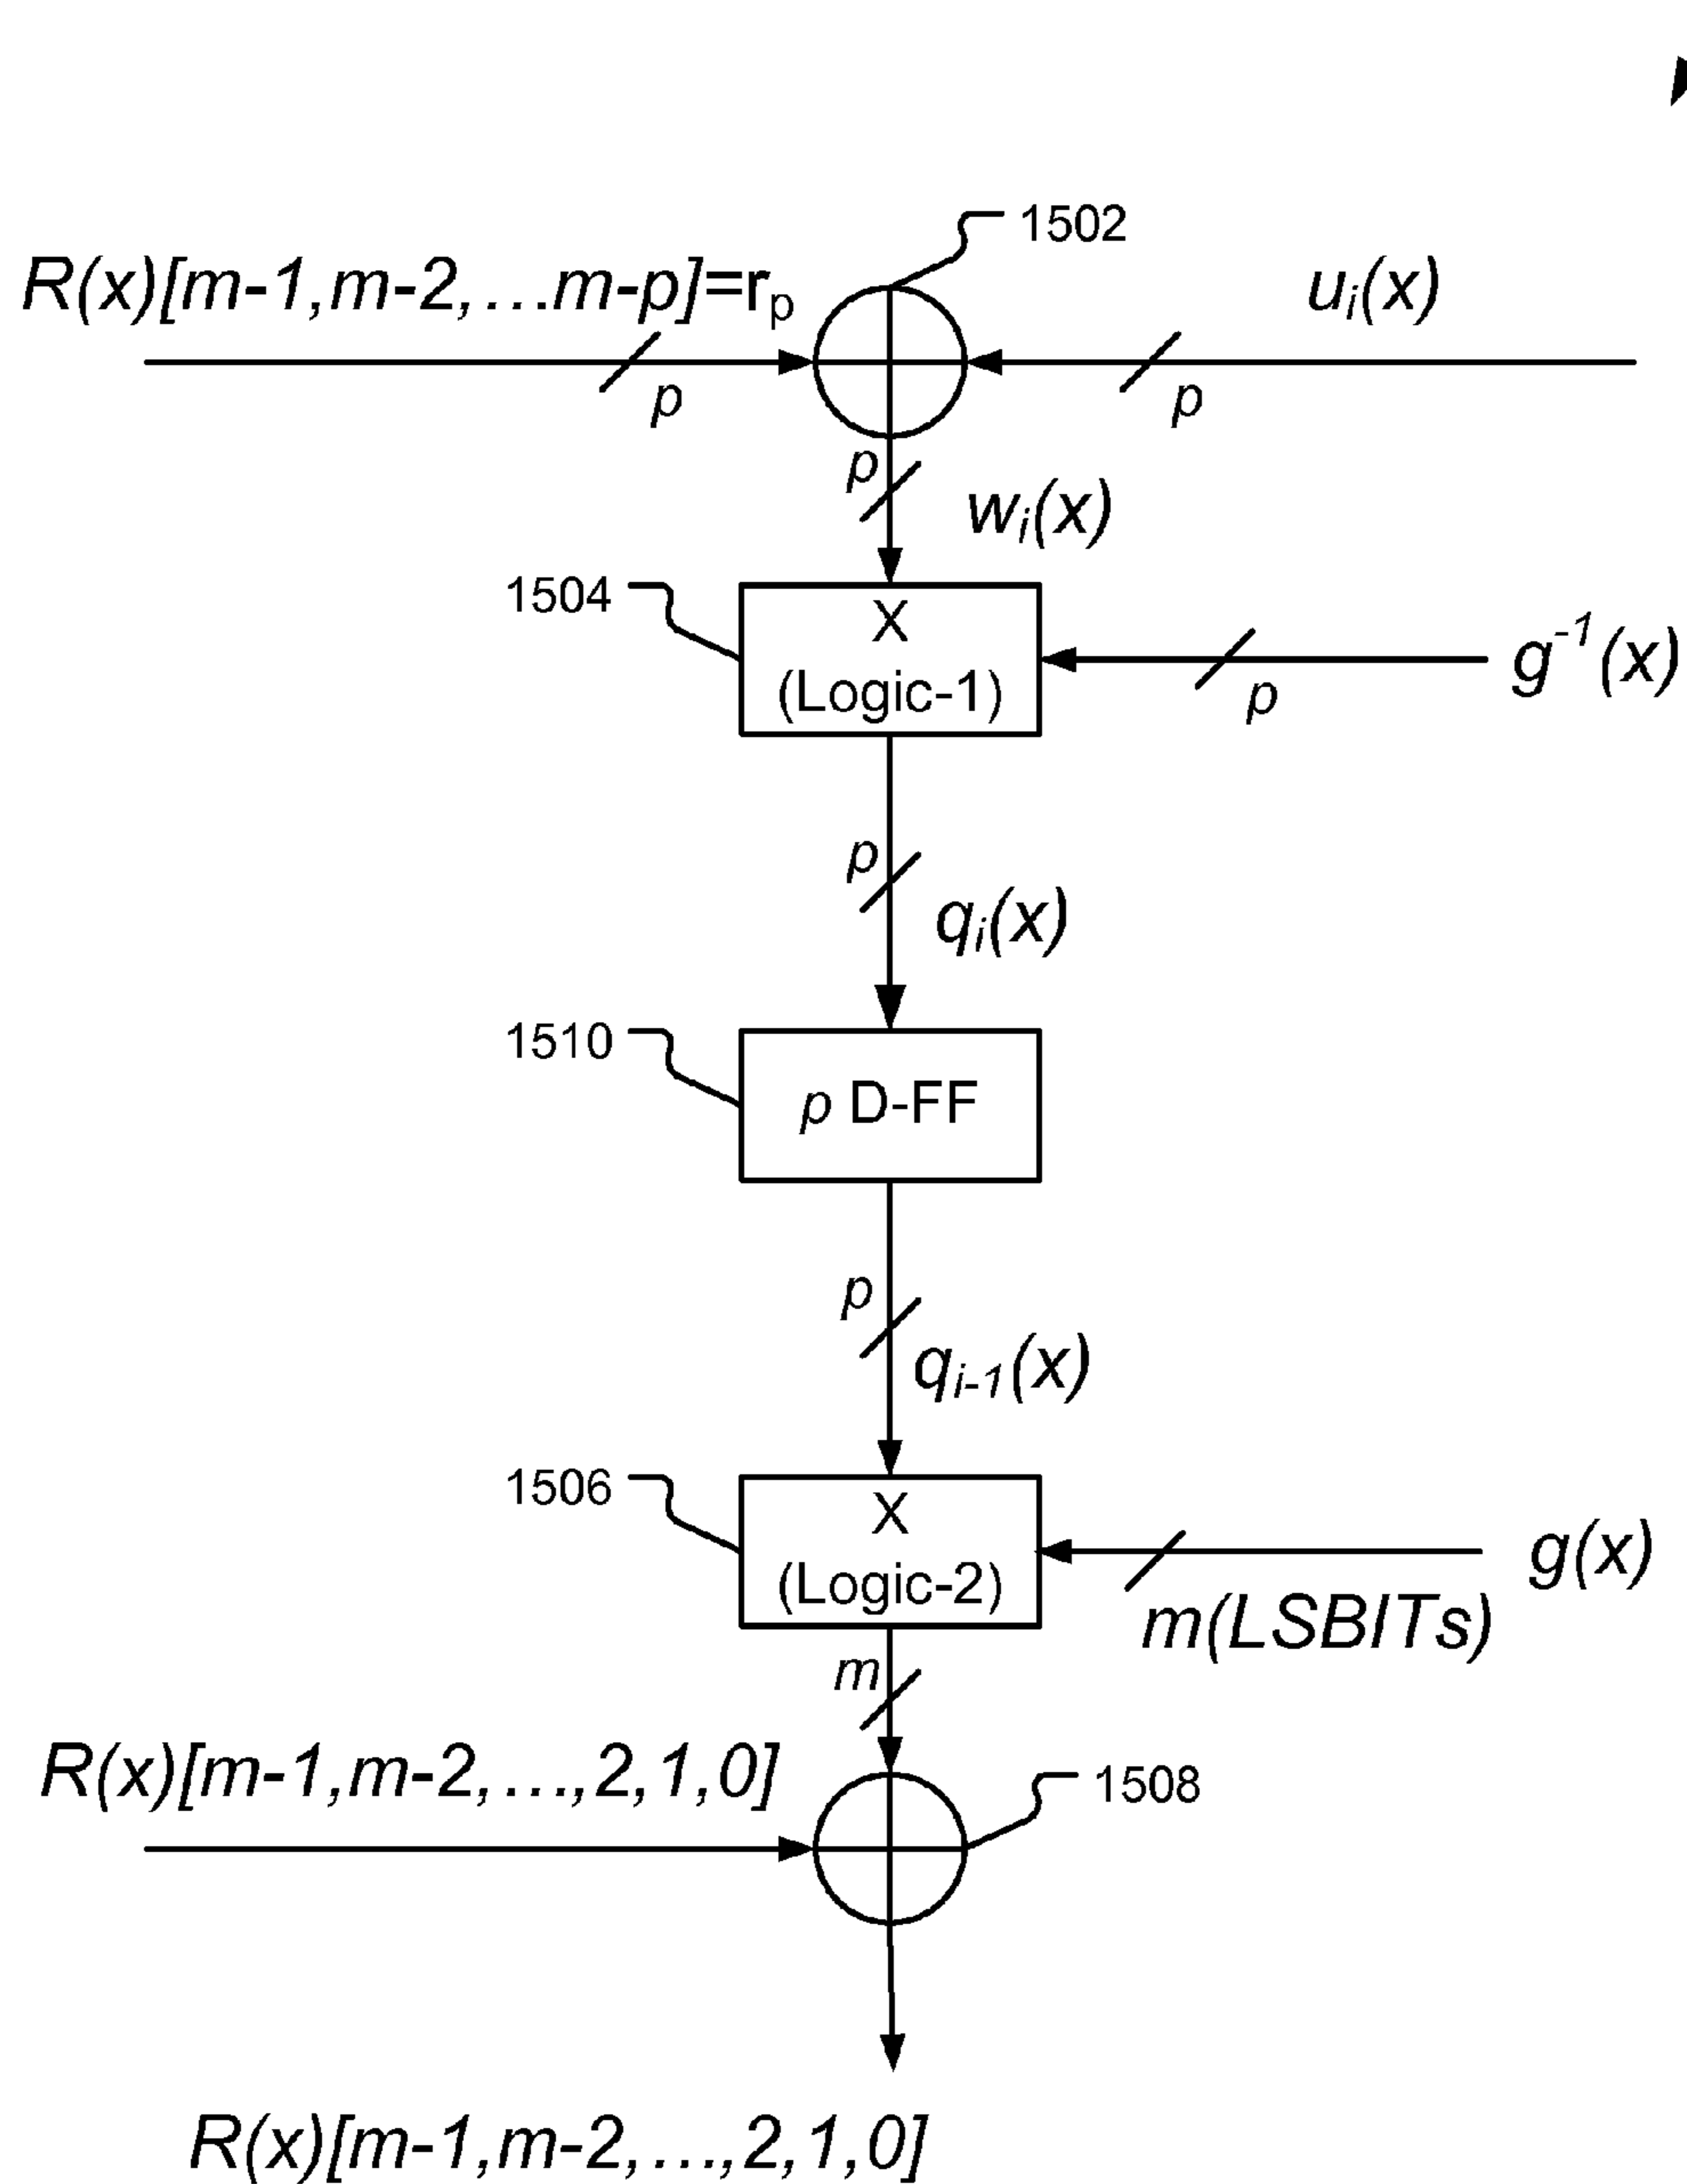 1502
R(x)[m-1,m-2,...m-p]=rp
ui(x)
p
p
p
wi(x)
1504
X
(Logic-1)
g-1(x)
p
p
qi(x)
1510
p D-FF
p
qi-1(x)
1506
X
(Logic-2)
g(x)
m(LSBITs)
m
R(x)[m-1,m-2,...,2,1,0]
1508
R(x)[m-1,m-2,...,2,1,0]